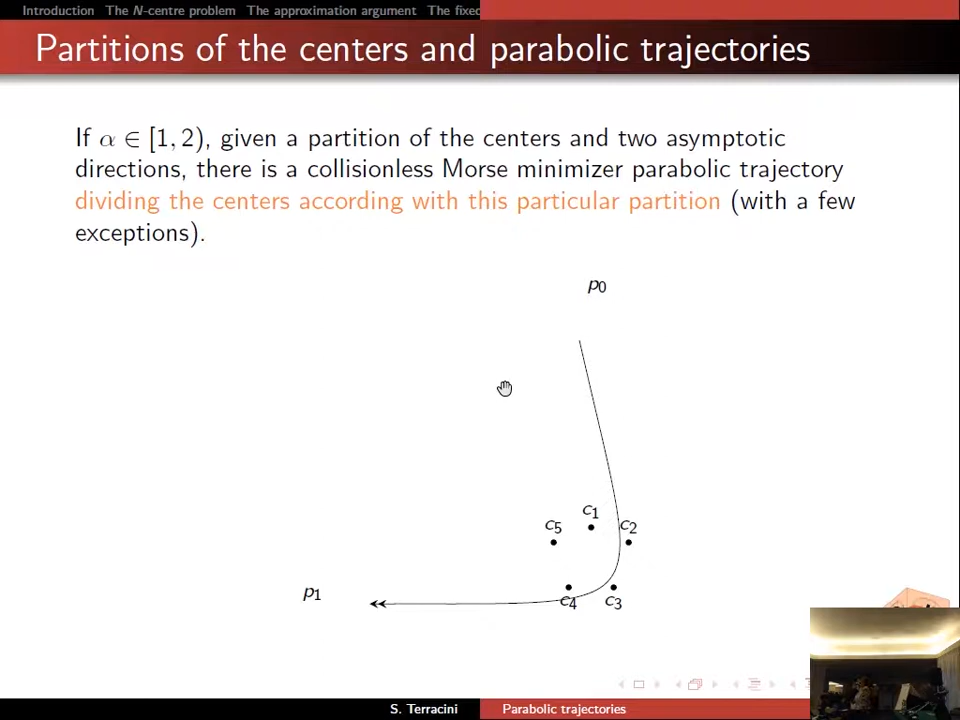 Introduction The N-centre problem The approximation argument The fixed
Partitions of the centers and parabolic trajectories
If α ∈ [1, 2), given a partition of the centers and two asymptotic
directions, there is a collisionless Morse minimizer parabolic trajectory
dividing the centers according with this particular partition (with a few
exceptions).
p0
c1
c5 c2
p1
c4 c3
S. Terracini Parabolic trajectories